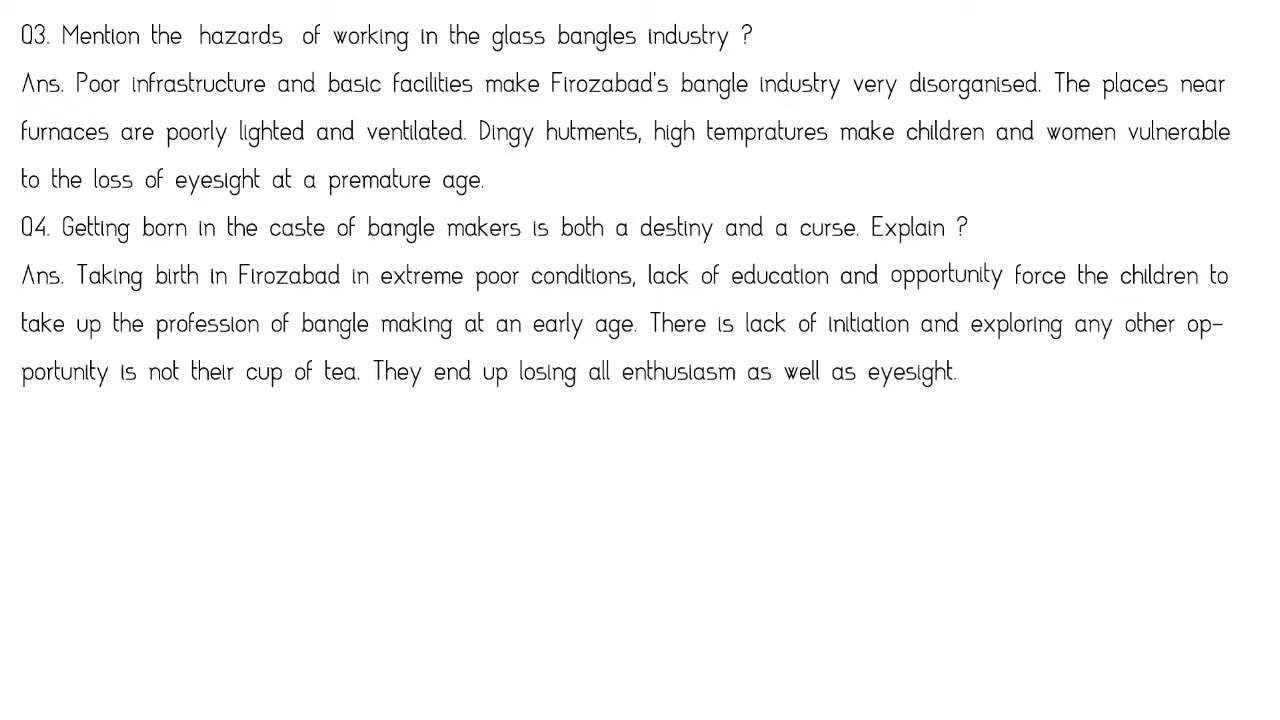 Q3. Mention the hazards of working in the glass bangles industry ?
Ans. Poor infrastructure and basic facilities make Firozabad's bangle industry very disorganised. The places near
furnaces are poorly lighted and ventilated. Dingy hutments, high tempratures make children and women vulnerable
to the loss of eyesight at a premature age.
Q4. Getting born in the caste of bangle makers is both a destiny and a curse. Explain ?
Ans. Taking birth in Firozabad in extreme poor conditions, lack of education and opportunity force the children to
take up the profession of bangle making at an early age. There is lack of initiation and exploring any other op-
portunity is not their cup of tea. They end up losing all enthusiasm as well as eyesight.